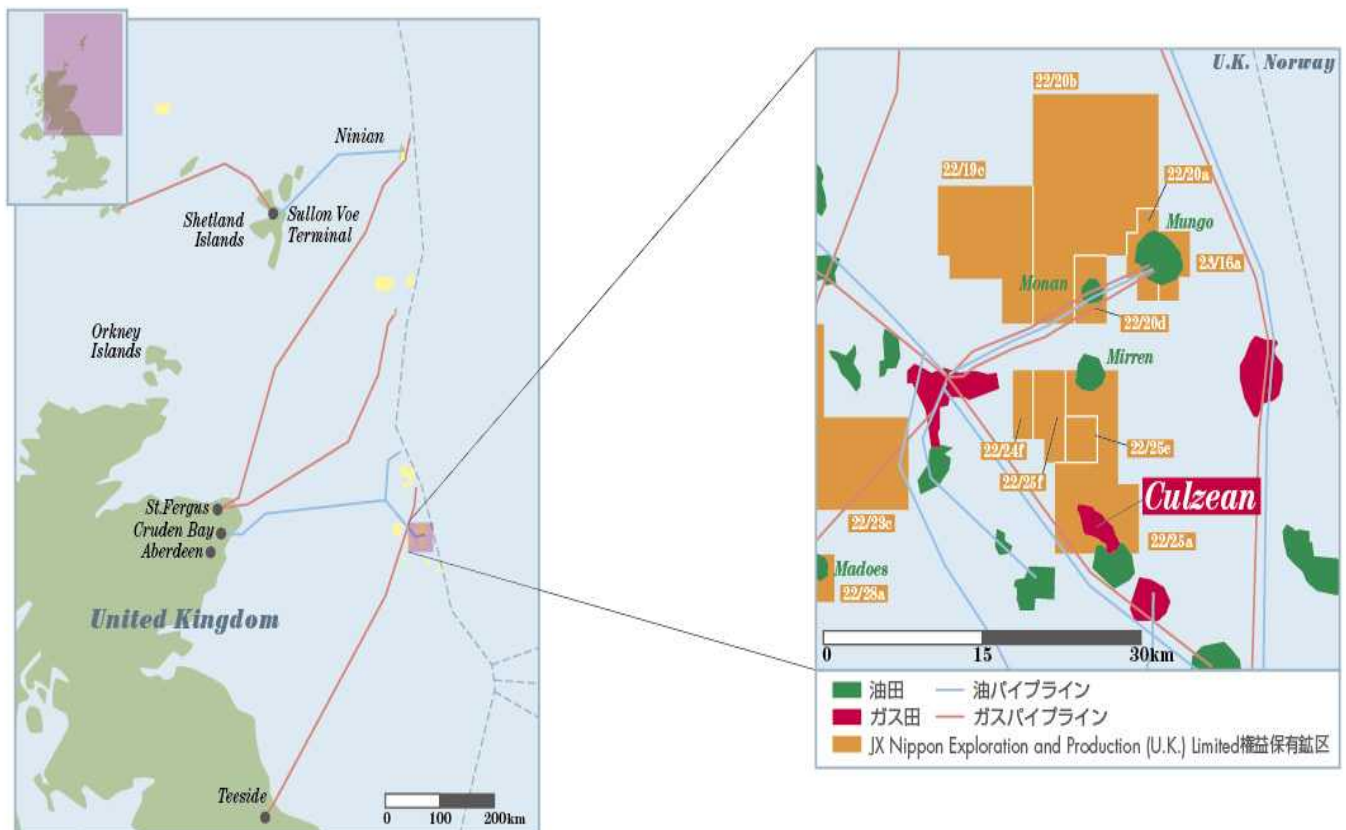 Ninian
Shetland
Islands
Sullon Voe
Terminal
Orkney
Islands
St.Fergus
Cruden Bay
Aberdeen
United Kingdom
Teeside
0 100 200km
U.K. Norway
22/20b
22/19c
22/20a
Mungo
23/16a
Monan
22/20d
Mirren
22/24f
22/25f
22/25e
Culzean
22/23c
22/25a
Madoes
22/28a
0 15 30km
油田 油パイプライン
ガス田 ガスパイプライン
JX Nippon Exploration and Production (U.K.) Limited権益保有鉱区